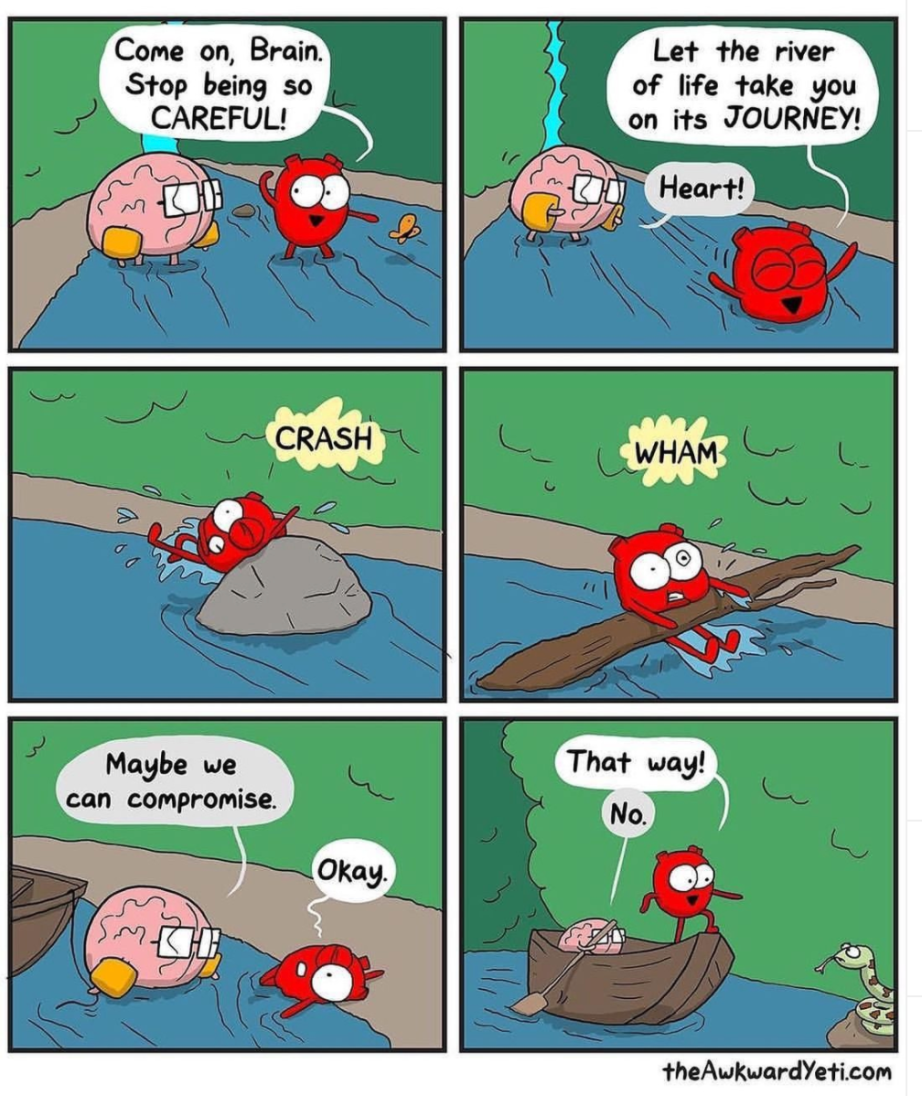 Come on, Brain.
Stop being so
CAREFUL!
Let the river
of life take you
on its JOURNEY!
Heart!
CRASH
WHAM
Maybe we
can compromise.
Okay.
That way!
No.
theAwkwardYeti.com